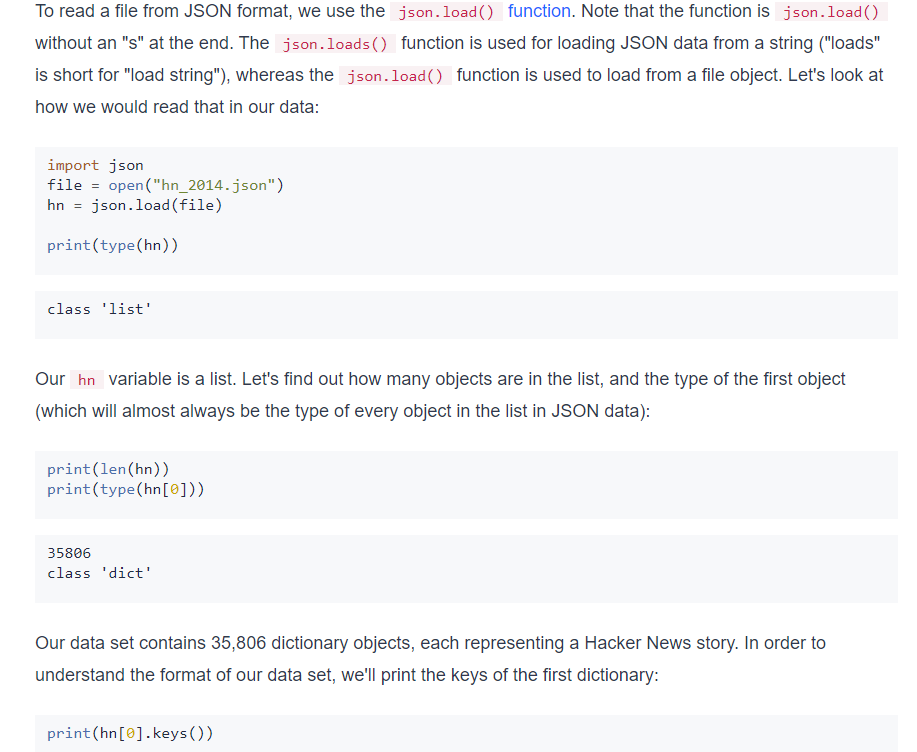 To read a file from JSON format, we use the json.load() function. Note that the function is json.load()
without an "s" at the end. The json.loads() function is used for loading JSON data from a string ("loads"
is short for "load string"), whereas the json.load() function is used to load from a file object. Let's look at
how we would read that in our data:
import json
file = open("hn_2014.json")
hn = json.load(file)
print(type(hn))
class 'list'
Our hn variable is a list. Let's find out how many objects are in the list, and the type of the first object
(which will almost always be the type of every object in the list in JSON data):
print(len(hn))
print(type(hn[0]))
35806
class 'dict'
Our data set contains 35,806 dictionary objects, each representing a Hacker News story. In order to
understand the format of our data set, we'll print the keys of the first dictionary:
print(hn[0].keys())